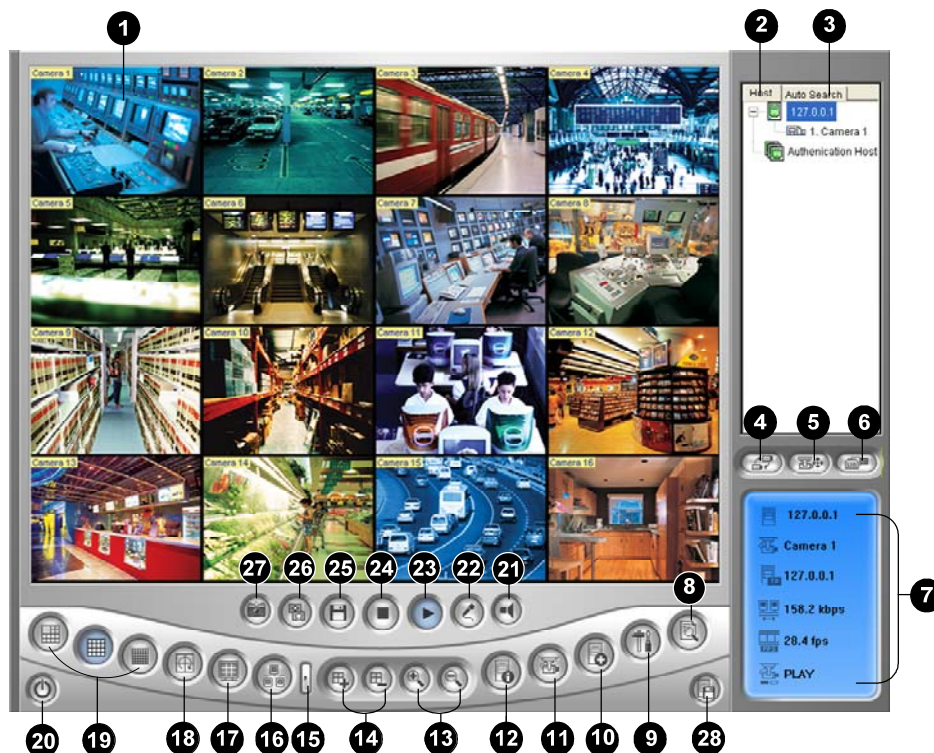 1
2
3
Camera 1
Camera 2
Camera 3
Camera 4
Host
Auto Search
127.0.0.1
1. Camera 1
Authenication Host
Camera 5
Camera 6
Camera 7
Camera 8
Camera 9
Camera 10
Camera 11
Camera 12
4
5
6
Camera 13
Camera 14
Camera 15
Camera 16
127.0.0.1
Camera 1
127.0.0.1
158.2 kbps
28.4 fps
PLAY
7
27
26
25
24
23
22
21
8
20
19
18
17
16
15
14
13
12
11
10
9
28